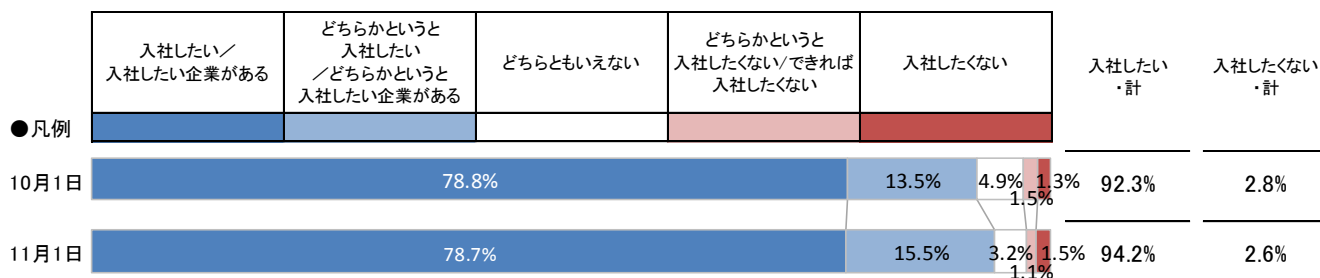 入社したい／
入社したい企業がある
どちらかというと
入社したい
／どちらかというと
入社したい企業がある
どちらともいえない
どちらかというと
入社したくない/できれば
入社したくない
入社したくない
入社したい
・計
入社したくない
・計
●凡例
10月1日 78.8% 13.5% 4.9% 1.5% 1.3% 92.3% 2.8%
11月1日 78.7% 15.5% 3.2% 1.1% 1.5% 94.2% 2.6%